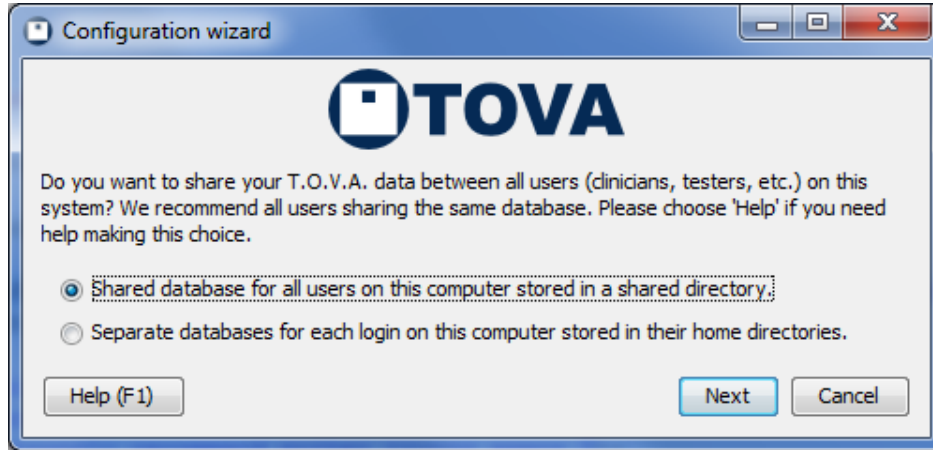 Configuration wizard
TOVA
Do you want to share your T.O.V.A. data between all users (clinicians, testers, etc.) on this
system? We recommend all users sharing the same database. Please choose 'Help' if you need
help making this choice.
Shared database for all users on this computer stored in a shared directory.
Separate databases for each login on this computer stored in their home directories.
Help (F1)
Next
Cancel